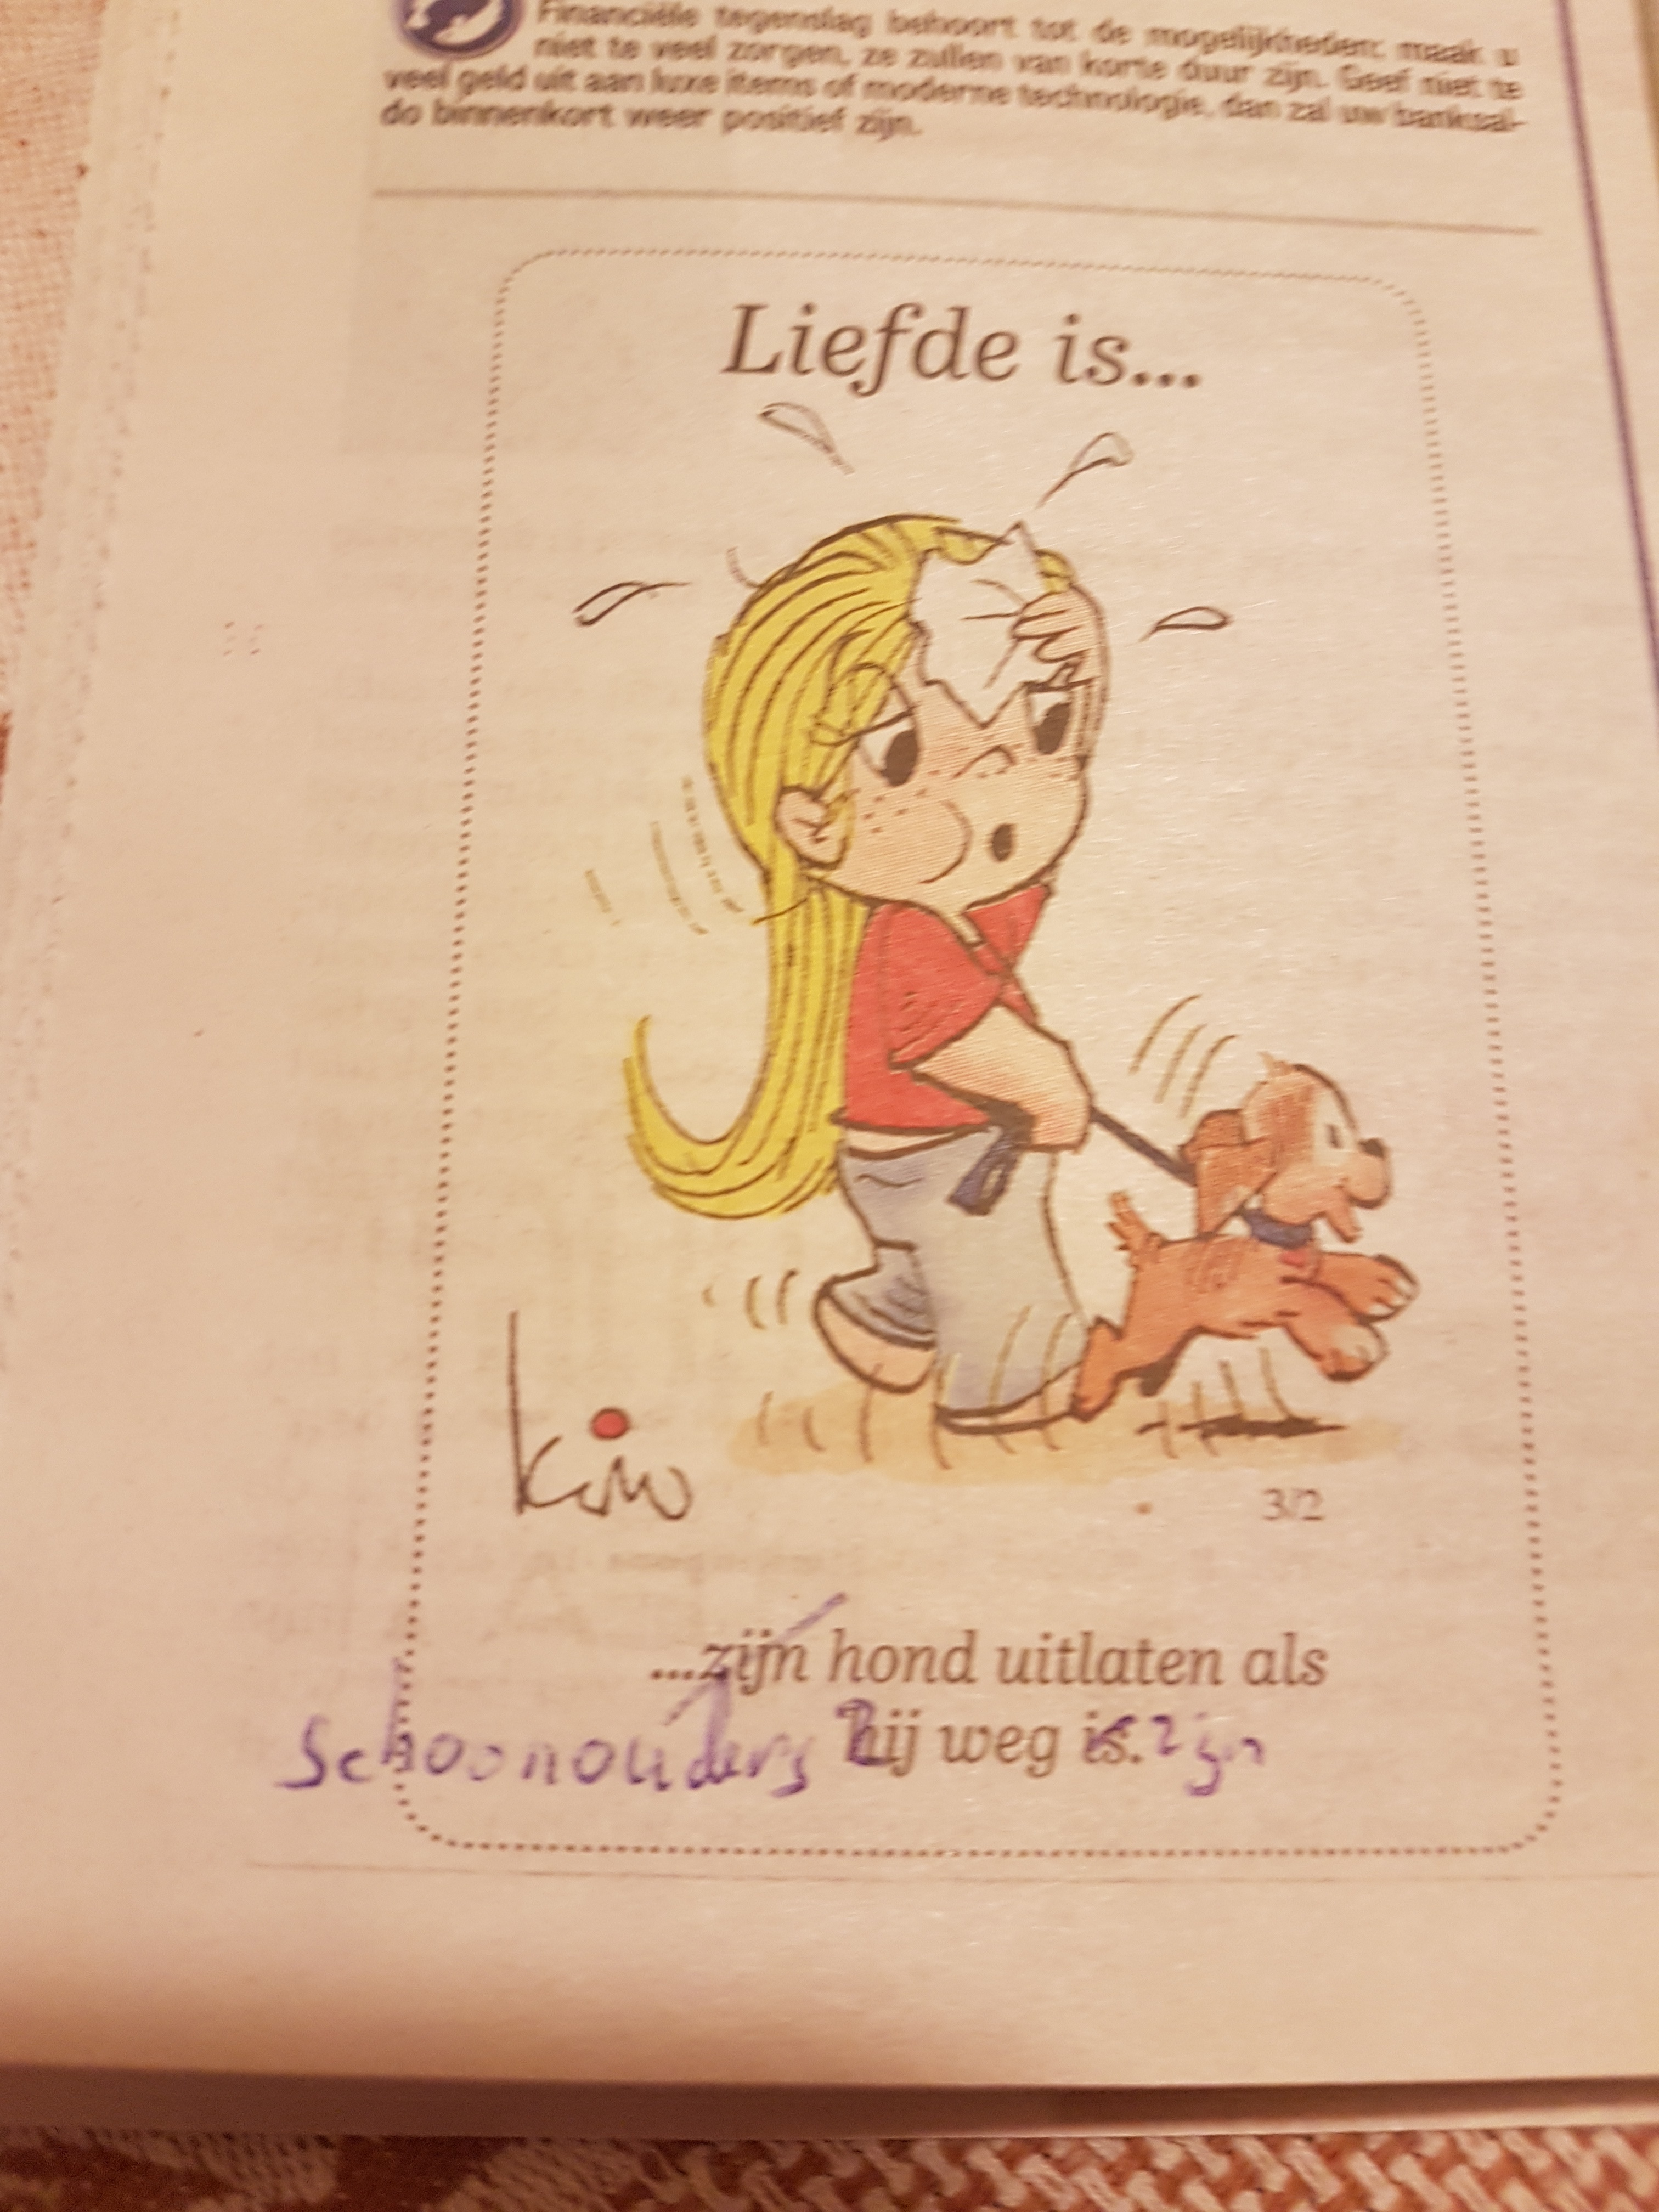 Financiële tegenslag behoort tot de mogelijkheden: maak u
niet te veel zorgen, ze zullen van korte duur zijn. Geef niet te
veel geld uit aan luxe items of moderne technologie, dan zal uw banksal-
do binnenkort weer positief zijn.
Liefde is...
kim
3/2
...zijn hond uitlaten als
Schoonouders hij weg is. zijn